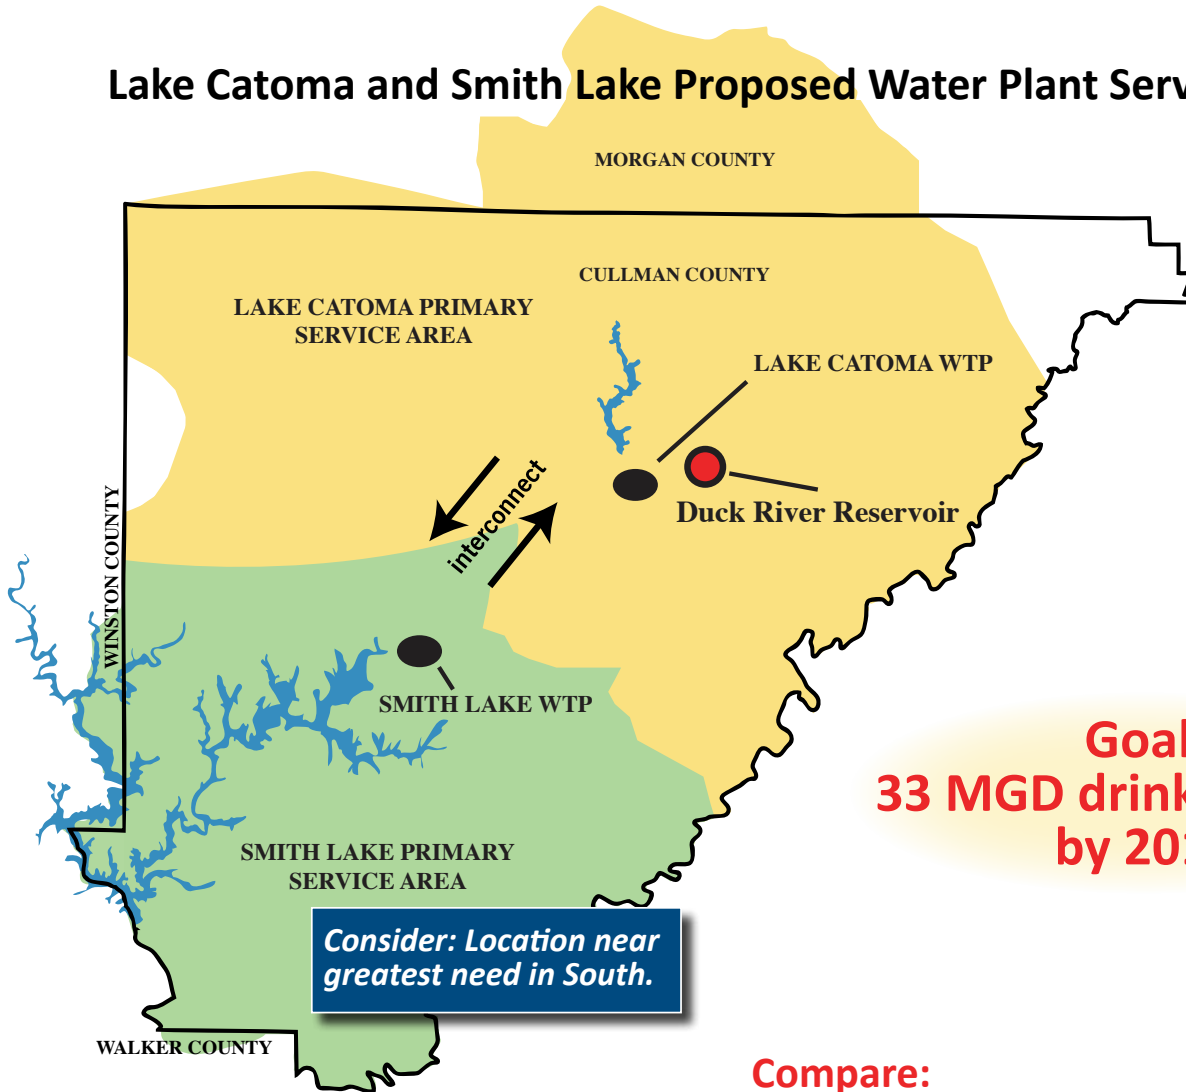 Lake Catoma and Smith Lake Proposed Water Plant Serv
MORGAN COUNTY
CULLMAN COUNTY
LAKE CATOMA PRIMARY
SERVICE AREA
LAKE CATOMA WTP
interconnect
Duck River Reservoir
WINSTON COUNTY
SMITH LAKE WTP
Goal
33 MGD drink
by 20
SMITH LAKE PRIMARY
SERVICE AREA
Consider: Location near
greatest need in South.
WALKER COUNTY
Compare: